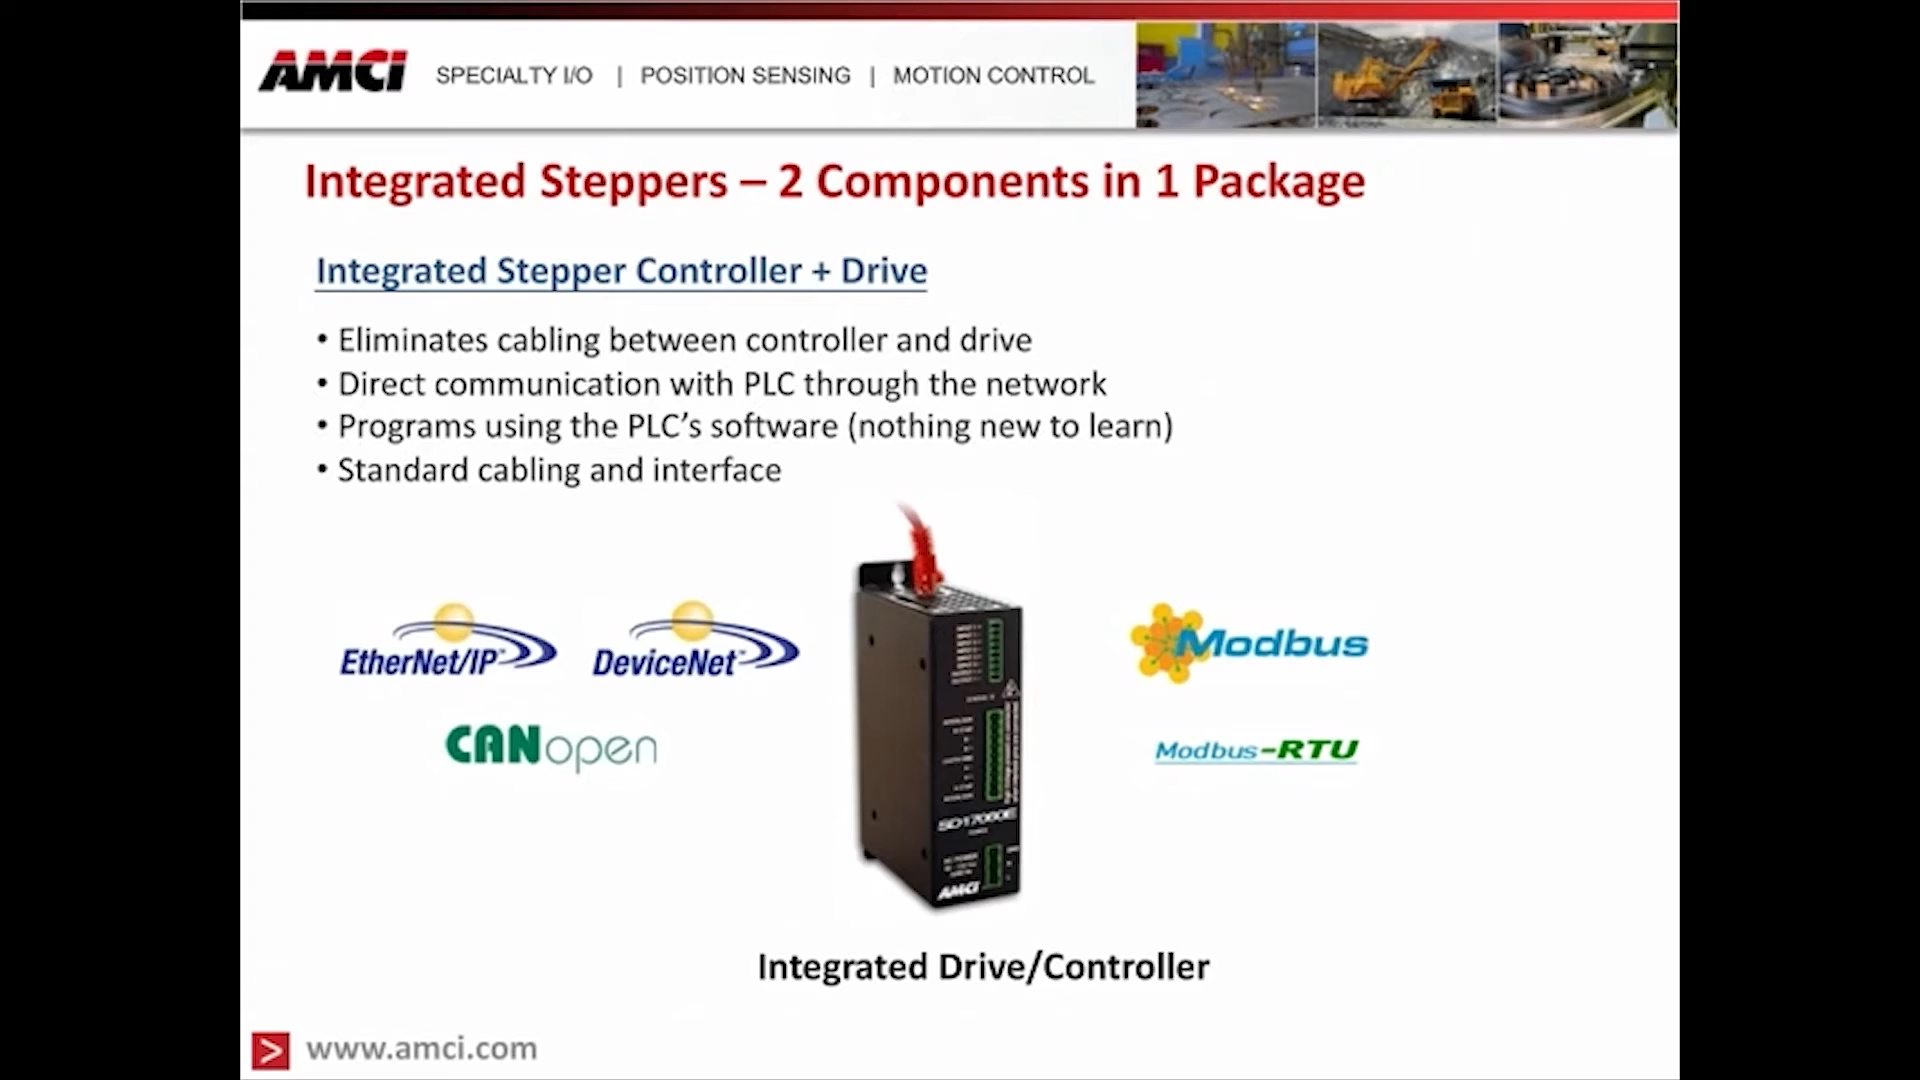 AMCI SPECIALTY I/O | POSITION SENSING | MOTION CONTROL
Integrated Steppers – 2 Components in 1 Package
Integrated Stepper Controller + Drive
• Eliminates cabling between controller and drive
• Direct communication with PLC through the network
• Programs using the PLC’s software (nothing new to learn)
• Standard cabling and interface
EtherNet/IP™ DeviceNet™
CANopen
Modbus
Modbus-RTU
SD17060E
AMCI
Integrated Drive/Controller
> www.amci.com